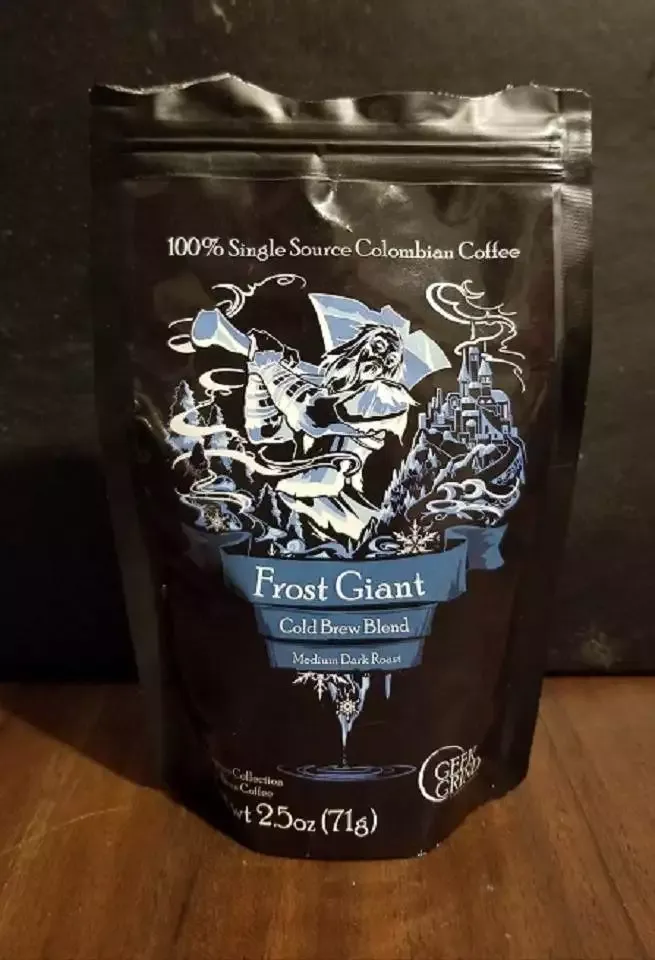 100% Single Source Colombian Coffee
Frost Giant
Cold Brew Blend
Medium Dark Roast
Collection
Coffee
wt 2.5oz (71g)
GEEK
GRIND